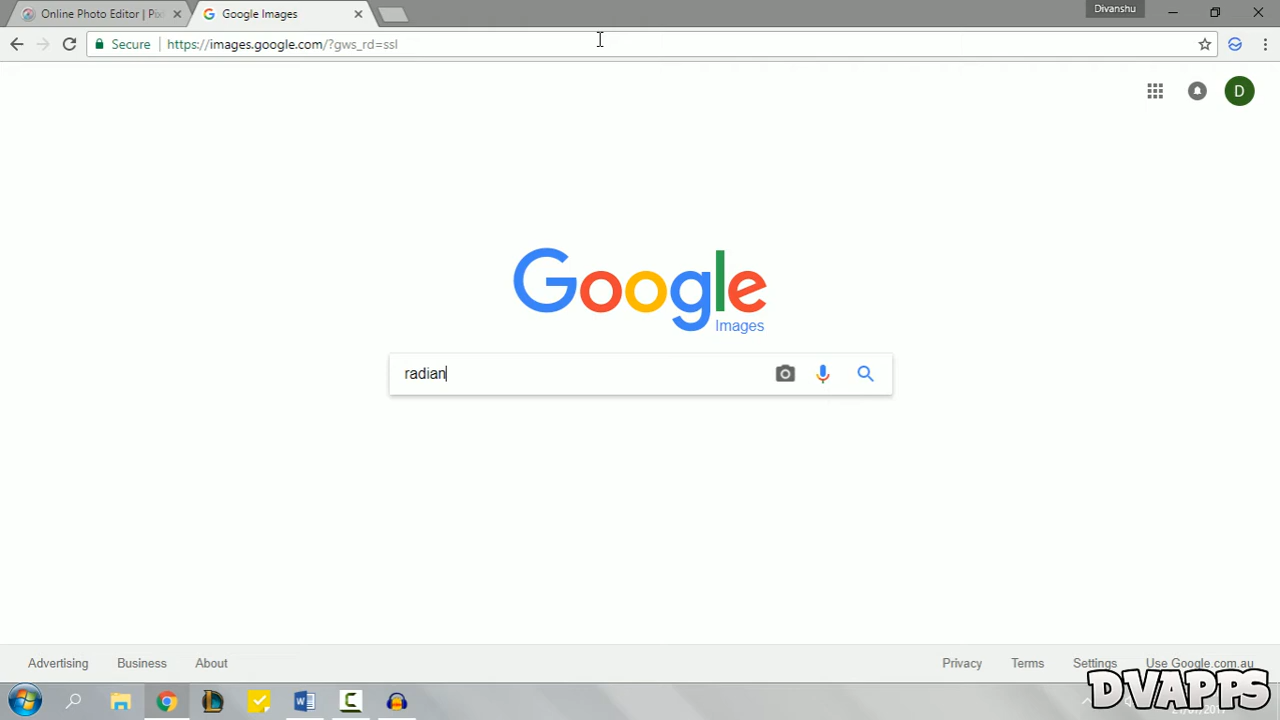 Online Photo Editor | Pix
Google Images
Divanshu
Secure
https://images.google.com/?gws_rd=ssl
D
Google
Images
radian
Advertising
Business
About
Privacy
Terms
Settings
Use Google.com.au
DVAPPS